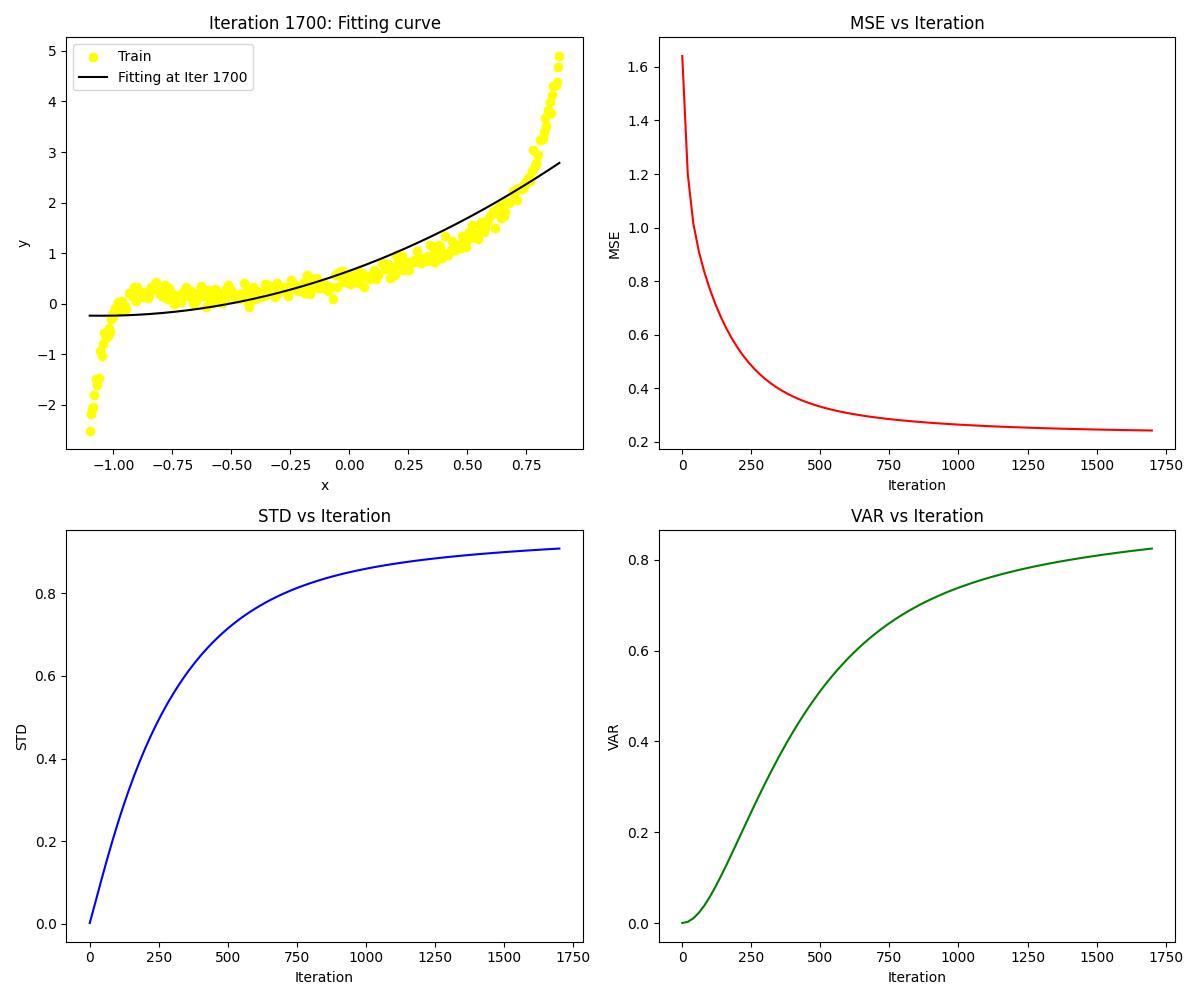 Iteration 1700: Fitting curve
Train
Fitting at Iter 1700
y
5
4
3
2
1
0
−1
−2
−1.00 −0.75 −0.50 −0.25 0.00 0.25 0.50 0.75
x
MSE vs Iteration
MSE
1.6
1.4
1.2
1.0
0.8
0.6
0.4
0.2
0 250 500 750 1000 1250 1500 1750
Iteration
STD vs Iteration
STD
0.8
0.6
0.4
0.2
0.0
0 250 500 750 1000 1250 1500 1750
Iteration
VAR vs Iteration
VAR
0.8
0.6
0.4
0.2
0.0
0 250 500 750 1000 1250 1500 1750
Iteration